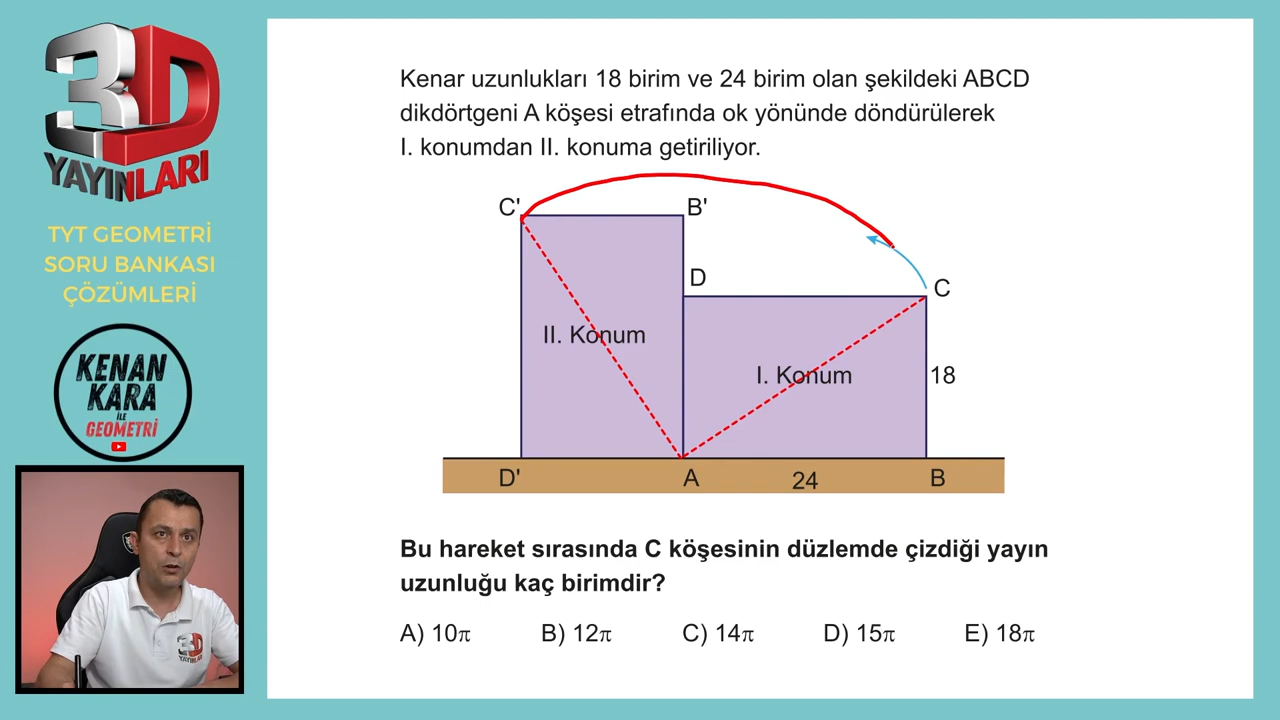 3D
YAYINLARI
TYT GEOMETRİ
SORU BANKASI
ÇÖZÜMLERİ
KENAN
KARA
İLE
GEOMETRİ
3D
YAYINLARI
Kenar uzunlukları 18 birim ve 24 birim olan şekildeki ABCD
dikdörtgeni A köşesi etrafında ok yönünde döndürülerek
I. konumdan II. konuma getiriliyor.
C'
B'
D
C
II. Konum
I. Konum
18
D'
A
24
B
Bu hareket sırasında C köşesinin düzlemde çizdiği yayın
uzunluğu kaç birimdir?
A) 10π B) 12π C) 14π D) 15π E) 18π